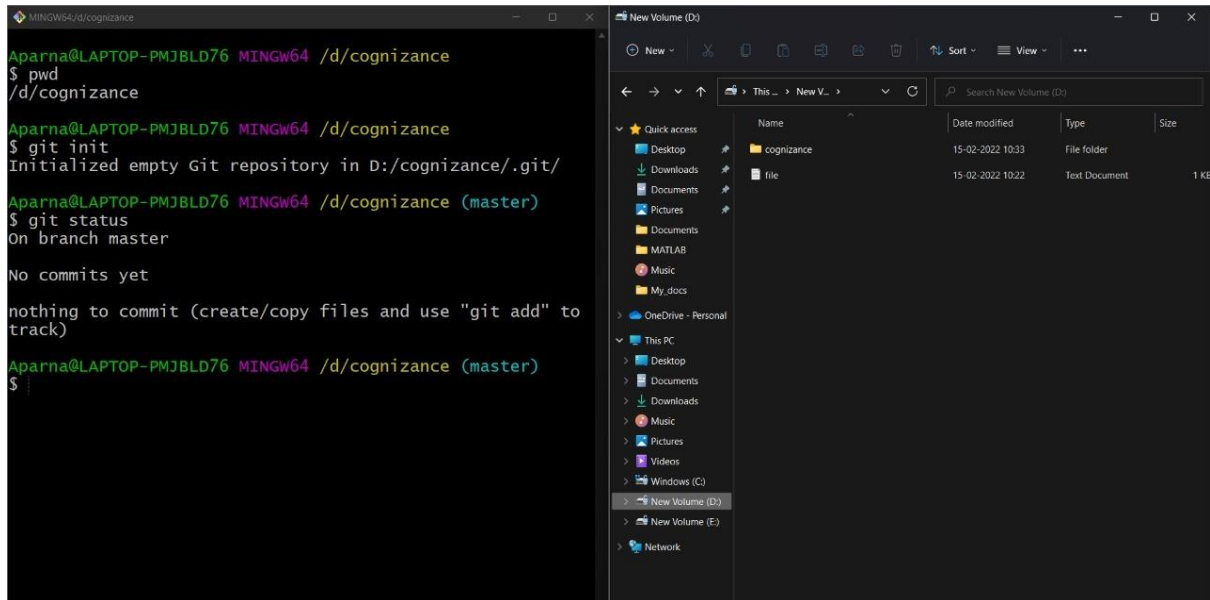 MINGW64:/d/cognizance
Aparna@LAPTOP-PMJBLD76 MINGW64 /d/cognizance
$ pwd
/d/cognizance
Aparna@LAPTOP-PMJBLD76 MINGW64 /d/cognizance
$ git init
Initialized empty Git repository in D:/cognizance/.git/
Aparna@LAPTOP-PMJBLD76 MINGW64 /d/cognizance (master)
$ git status
On branch master
No commits yet
nothing to commit (create/copy files and use "git add" to
track)
Aparna@LAPTOP-PMJBLD76 MINGW64 /d/cognizance (master)
$
New Volume (D:)
New
Sort
View
This ... New V...
Search New Volume (D:)
Name Date modified Type Size
cognizance 15-02-2022 10:33 File folder
file 15-02-2022 10:22 Text Document 1 KB
Quick access
Desktop
Downloads
Documents
Pictures
Documents
MATLAB
Music
My_docs
OneDrive - Personal
This PC
Desktop
Documents
Downloads
Music
Pictures
Videos
Windows (C:)
New Volume (D:)
New Volume (E:)
Network